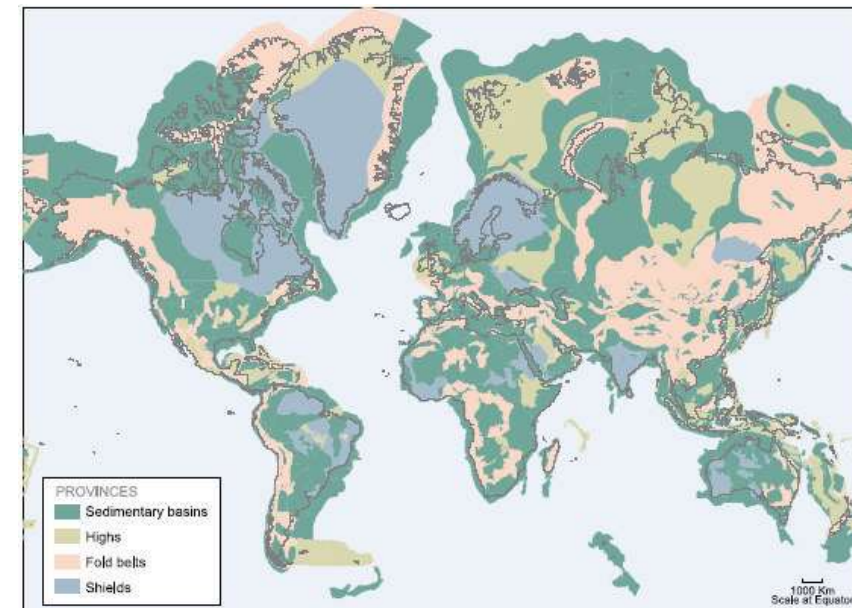 PROVINCES
Sedimentary basins
Highs
Fold belts
Shields
1000 Km
Scale at Equator